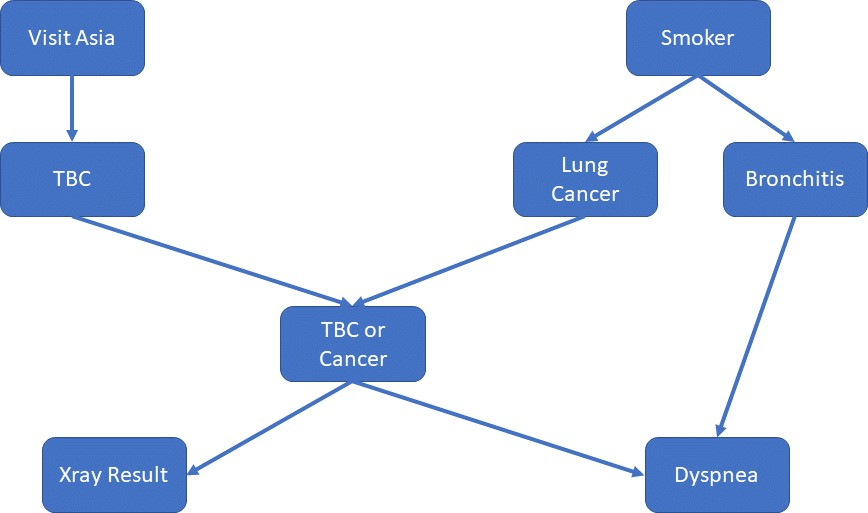 Visit Asia
Smoker
TBC
Lung
Cancer
Bronchitis
TBC or
Cancer
Xray Result
Dyspnea